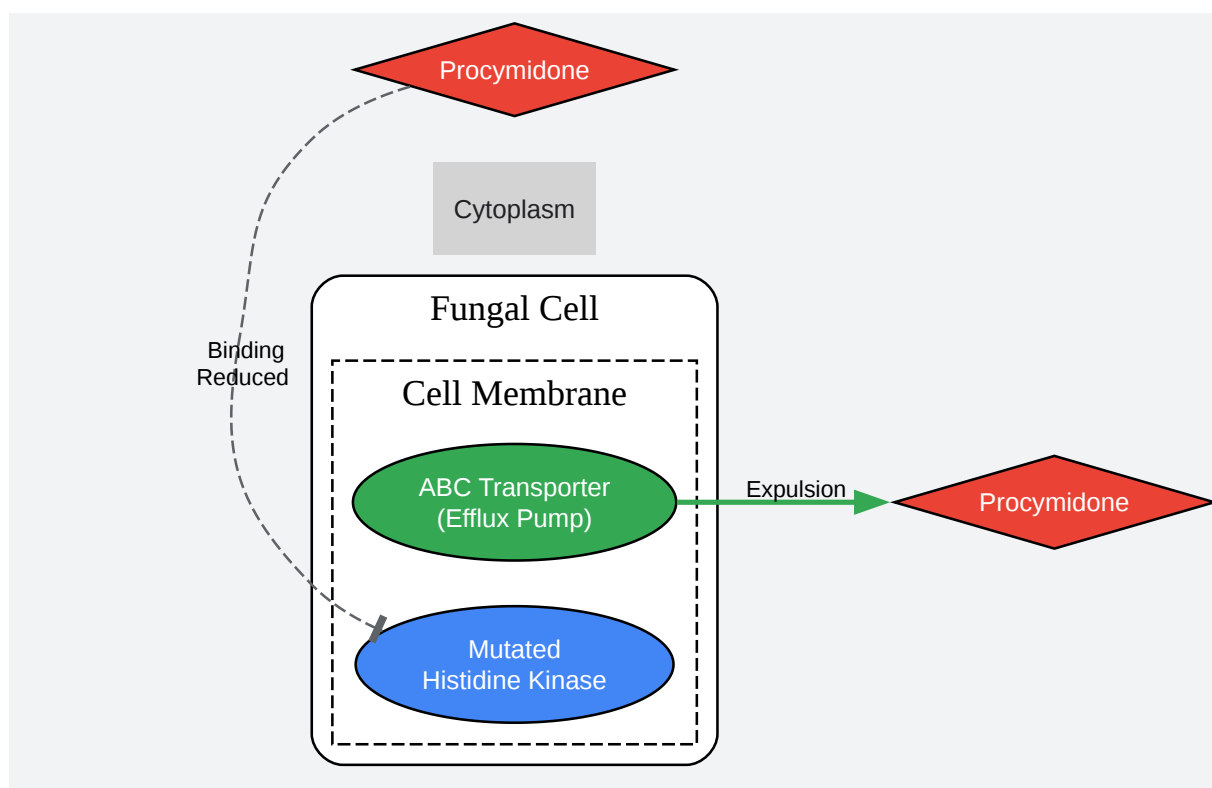 Procymidone
Cytoplasm
Fungal Cell
Binding
Reduced
Cell Membrane
ABC Transporter
(Efflux Pump)
Expulsion
Procymidone
Mutated
Histidine Kinase